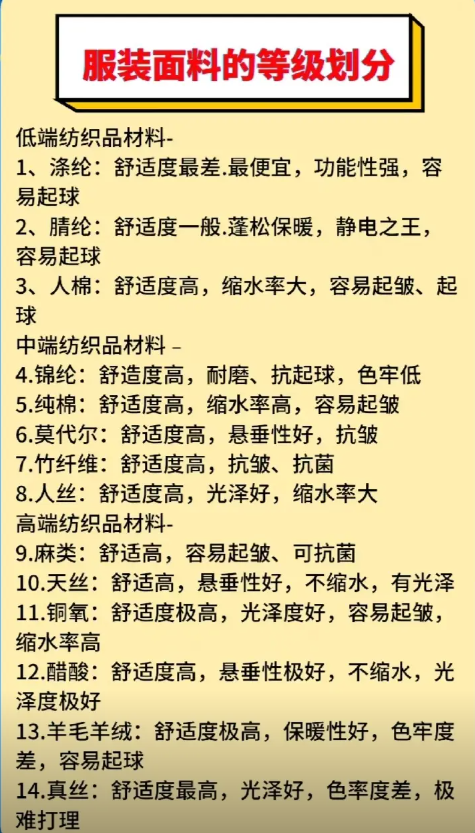 服装面料的等级划分
低端纺织品材料-
1、涤纶：舒适度最差.最便宜，功能性强，容
易起球
2、腈纶：舒适度一般.蓬松保暖，静电之王，
容易起球
3、人棉：舒适度高，缩水率大，容易起皱、起
球
中端纺织品材料–
4.锦纶：舒造度高，耐磨、抗起球，色牢低
5.纯棉：舒适度高，缩水率高，容易起皱
6.莫代尔：舒适度高，悬垂性好，抗皱
7.竹纤维：舒适度高，抗皱、抗菌
8.人丝：舒适度高，光泽好，缩水率大
高端纺织品材料-
9.麻类：舒适高，容易起皱、可抗菌
10.天丝：舒适高，悬垂性好，不缩水，有光泽
11.铜氧：舒适度极高，光泽度好，容易起皱，
缩水率高
12.醋酸：舒适度高，悬垂性极好，不缩水，光
泽度极好
13.羊毛羊绒：舒适度极高，保暖性好，色牢度
差，容易起球
14.真丝：舒适度最高，光泽好，色率度差，极
难打理